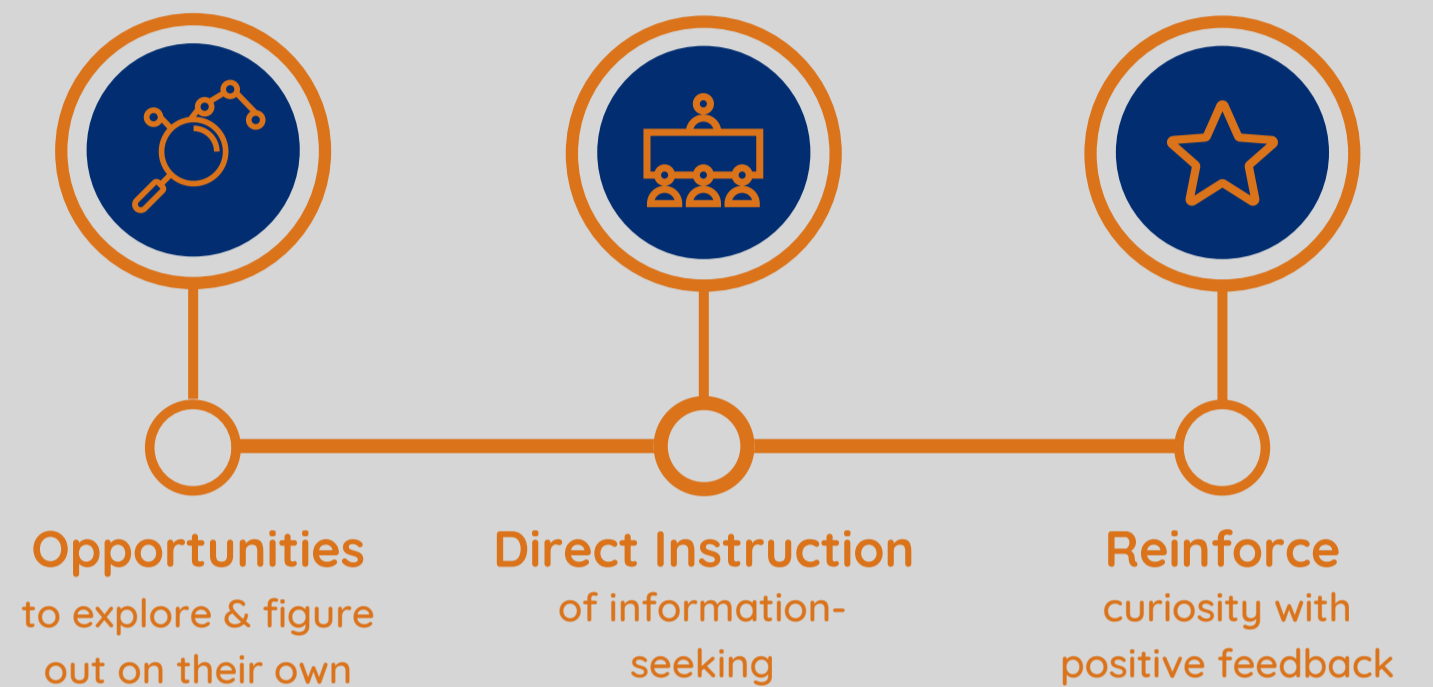 Opportunities
to explore & figure
out on their own
Direct Instruction
of information-
seeking
Reinforce
curiosity with
positive feedback